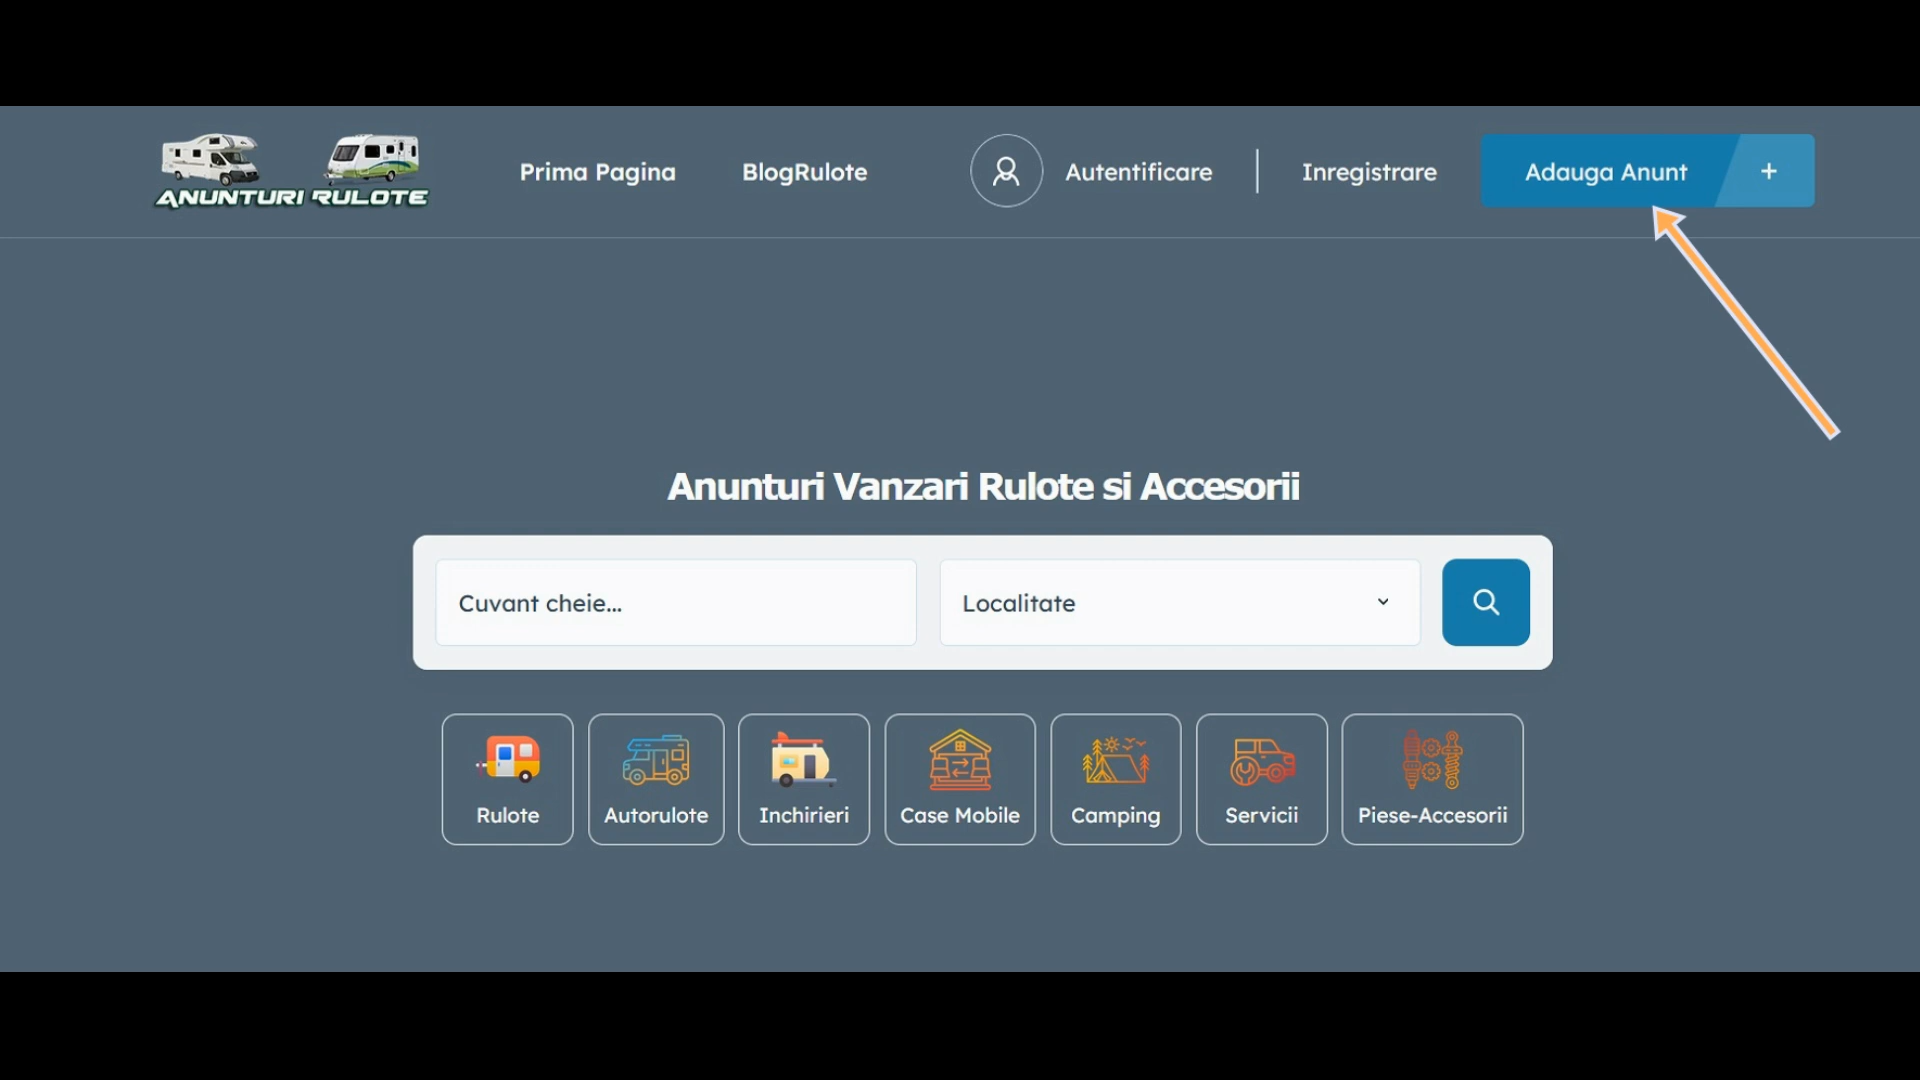 ANUNTURI RULOTE
Prima Pagina
BlogRulote
Autentificare
Inregistrare
Adauga Anunt +
Anunturi Vanzari Rulote si Accesorii
Cuvant cheie...
Localitate
Rulote
Autorulote
Inchirieri
Case Mobile
Camping
Servicii
Piese-Accesorii